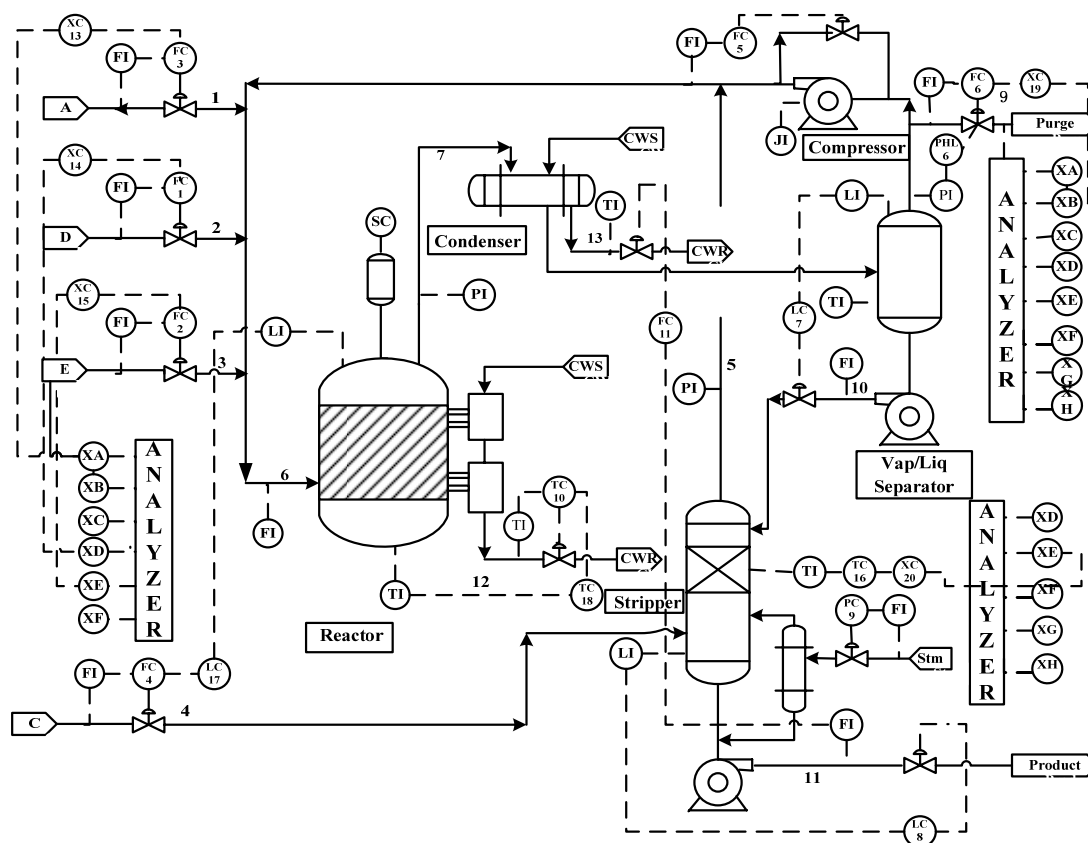 XC
13
FI
FC
3
A
1
XC
14
FI
FC
1
D
2
XC
15
FI
FC
2
E
3
LI
XA
XB
XC
XD
XE
XF
ANALYZER
FI
FC
4
LC
17
C
4
6
FI
SC
7
CWS
Condenser
TI
13
CWR
PI
CWS
TC
10
TI
CWR
12
TI
TC
18
Reactor
FI
FC
5
JI
Compressor
FI
FC
6
9
XC
19
Purge
PHL
6
PI
LI
LC
7
TI
FI
10
Vap/Liq
Separator
ANALYZER
XA
XB
XC
XD
XE
XF
X
G
X
H
FC
11
5
PI
Stripper
TI
TC
16
XC
20
PC
9
FI
Stm
LI
FI
11
Product
LC
8
ANALYZER
XD
XE
XF
XG
XH